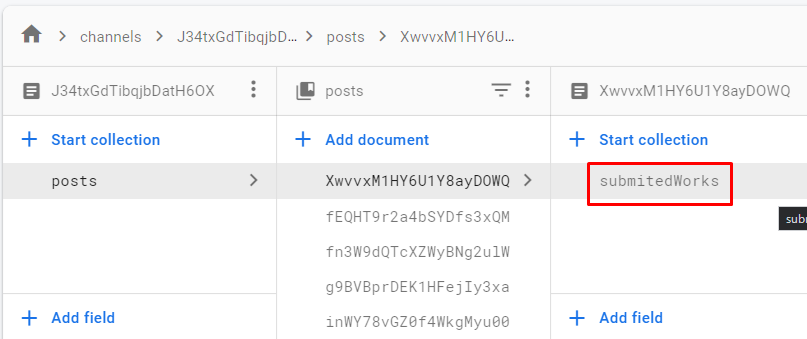 channels J34txGdTibqjbD... posts XwvvxM1HY6U...
J34txGdTibqjbDatH6OX
Start collection
posts
Add field
posts
Add document
XwvvxM1HY6U1Y8ayDOWQ
fEQHT9r2a4bSYDfs3xQM
fn3W9dQTcXZWyBNg2ulW
g9BVBprDEK1HFejIy3xa
inWY78vGZ0f4WkgMyu00
XwvvxM1HY6U1Y8ayDOWQ
Start collection
submitedWorks
sub
Add field